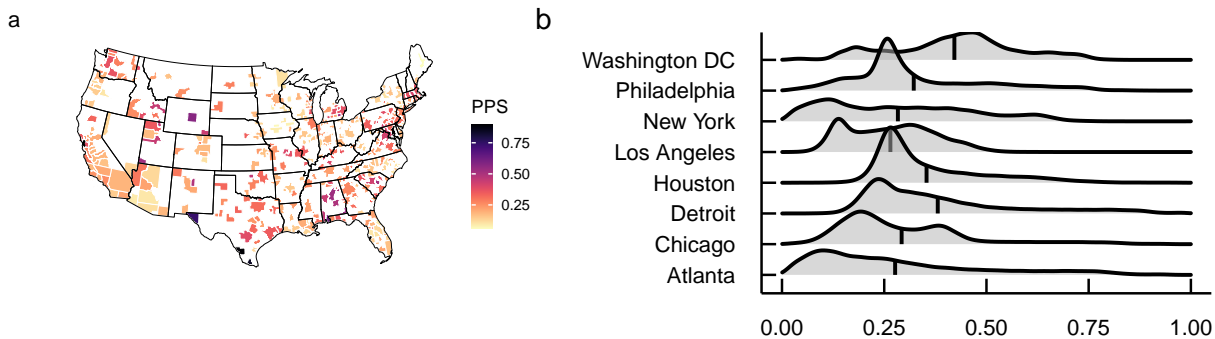 a
PPS
0.75
0.50
0.25
b
Washington DC
Philadelphia
New York
Los Angeles
Houston
Detroit
Chicago
Atlanta
0.00 0.25 0.50 0.75 1.00